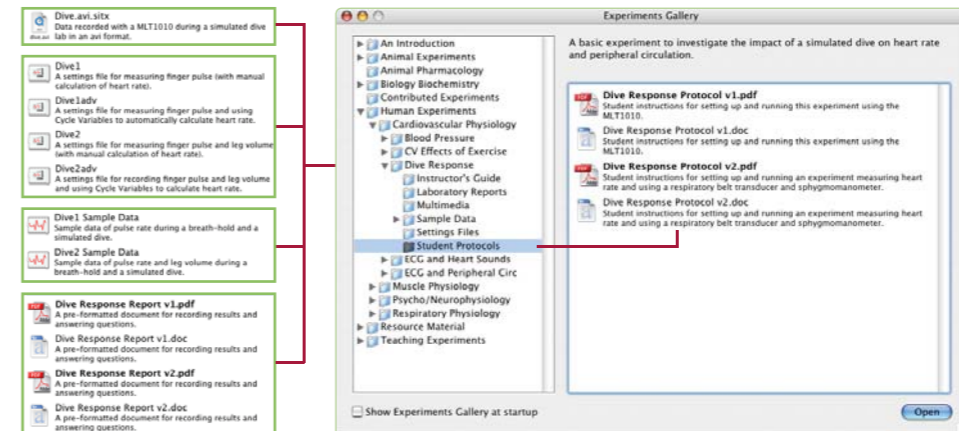 Dive.avi.sitx
Data recorded with a MLT1010 during a simulated dive
lab in an avi format.
Dive1
A settings file for measuring finger pulse (with manual
calculation of heart rate).
Dive1adv
A settings file for measuring finger pulse and using
Cycle Variables to automatically calculate heart rate.
Dive2
A settings file for measuring finger pulse and leg volume
(with manual calculation of heart rate).
Dive2adv
A settings file for recording finger pulse and leg volume
and using Cycle Variables to calculate heart rate.
Dive1 Sample Data
Sample data of pulse rate during a breath-hold and a
simulated dive.
Dive2 Sample Data
Sample data of pulse rate and leg volume during a
breath-hold and a simulated dive.
Dive Response Report v1.pdf
A pre-formatted document for recording results and
answering questions.
Dive Response Report v1.doc
A pre-formatted document for recording results and
answering questions.
Dive Response Report v2.pdf
A pre-formatted document for recording results and
answering questions.
Dive Response Report v2.doc
A pre-formatted document for recording results and
answering questions.
Experiments Gallery
An Introduction
Animal Experiments
Animal Pharmacology
Biology Biochemistry
Contributed Experiments
Human Experiments
Cardiovascular Physiology
Blood Pressure
CV Effects of Exercise
Dive Response
Instructor's Guide
Laboratory Reports
Multimedia
Sample Data
Settings Files
Student Protocols
ECG and Heart Sounds
ECG and Peripheral Circ
Muscle Physiology
Psycho/Neurophysiology
Respiratory Physiology
Resource Material
Teaching Experiments
A basic experiment to investigate the impact of a simulated dive on heart rate
and peripheral circulation.
Dive Response Protocol v1.pdf
Student instructions for setting up and running this experiment using the
MLT1010.
Dive Response Protocol v1.doc
Student instructions for setting up and running this experiment using the
MLT1010.
Dive Response Protocol v2.pdf
Student instructions for setting up and running an experiment measuring heart
rate and using a respiratory belt transducer and sphygmomanometer.
Dive Response Protocol v2.doc
Student instructions for setting up and running an experiment measuring heart
rate and using a respiratory belt transducer and sphygmomanometer.
Show Experiments Gallery at startup
Open